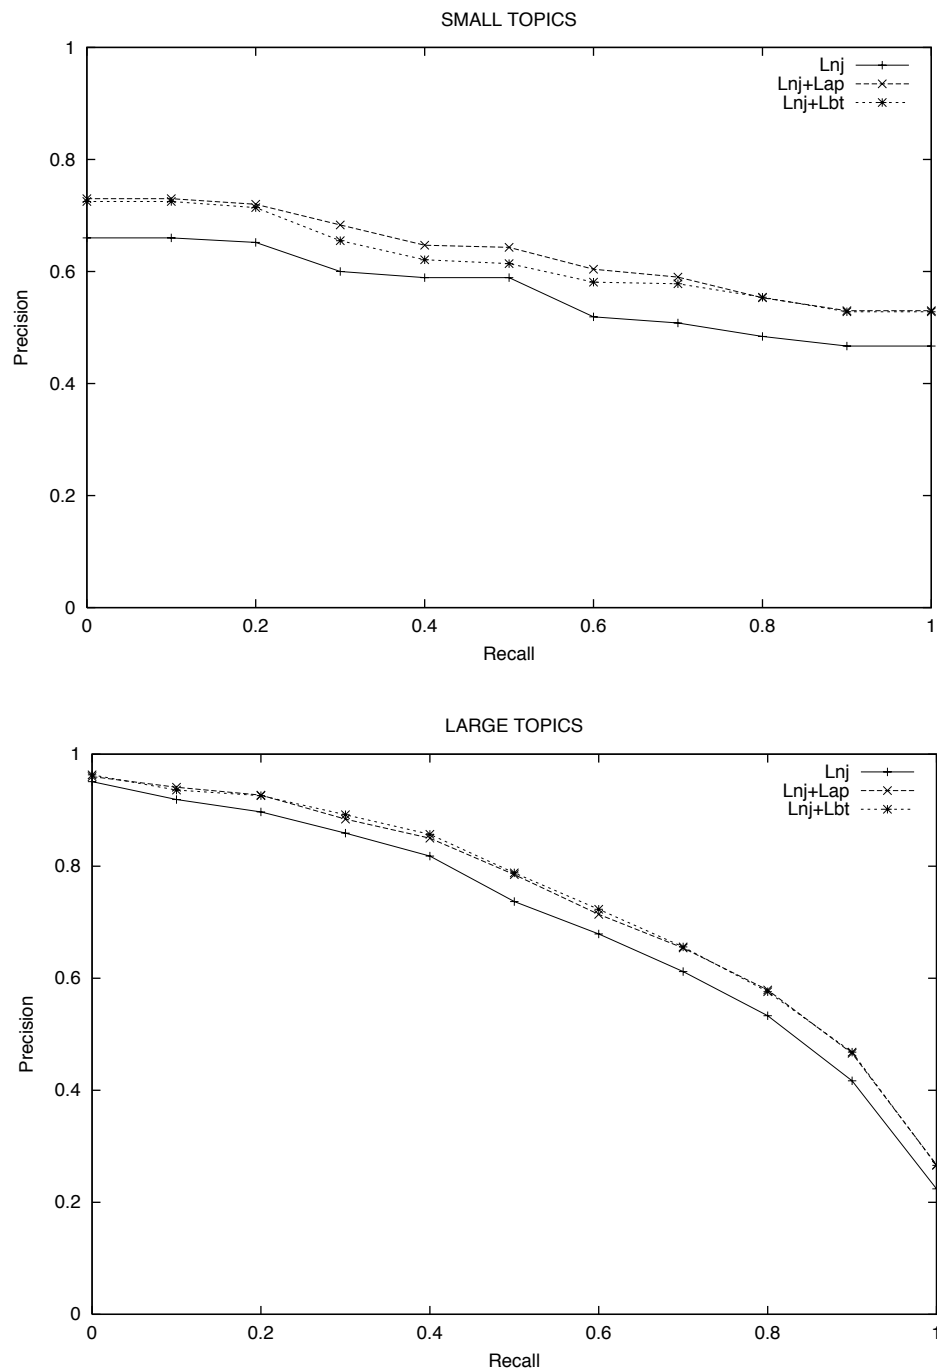 SMALL TOPICS
1
Lnj
Lnj+Lap
Lnj+Lbt
0.8
0.6
Precision
0.4
0.2
0
0 0.2 0.4 0.6 0.8 1
Recall
LARGE TOPICS
1
Lnj
Lnj+Lap
Lnj+Lbt
0.8
0.6
Precision
0.4
0.2
0
0 0.2 0.4 0.6 0.8 1
Recall